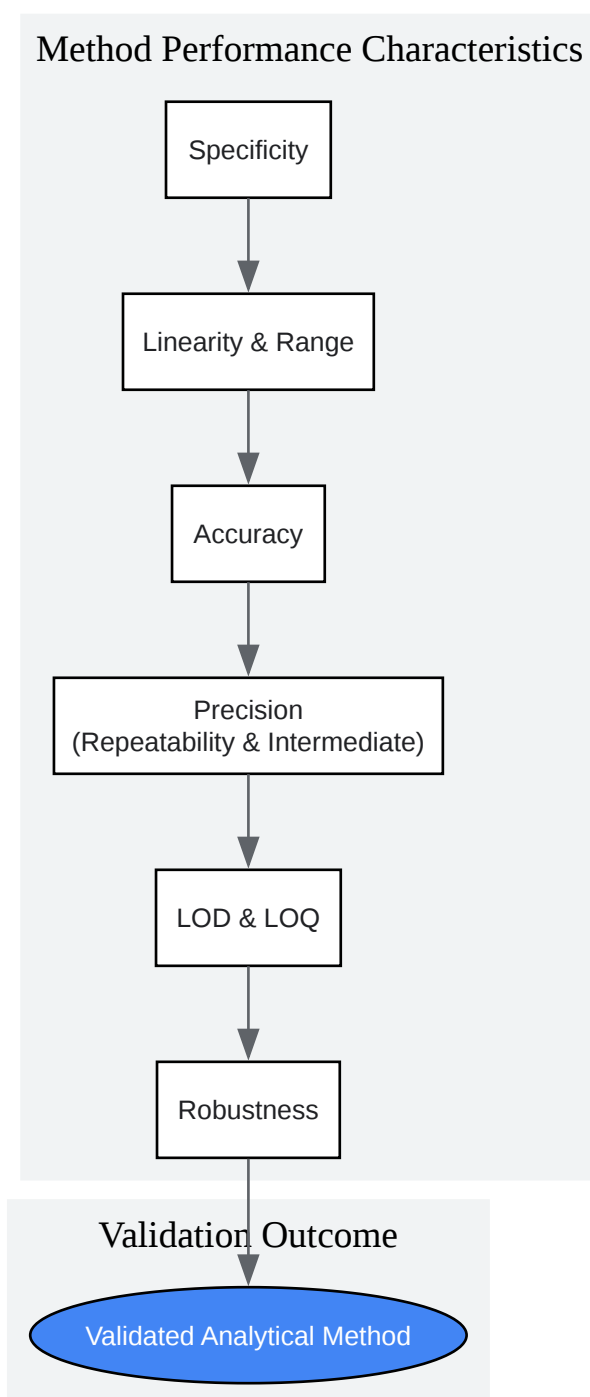 Method Performance Characteristics
Specificity
Linearity & Range
Accuracy
Precision
(Repeatability & Intermediate)
LOD & LOQ
Robustness
Validation Outcome
Validated Analytical Method